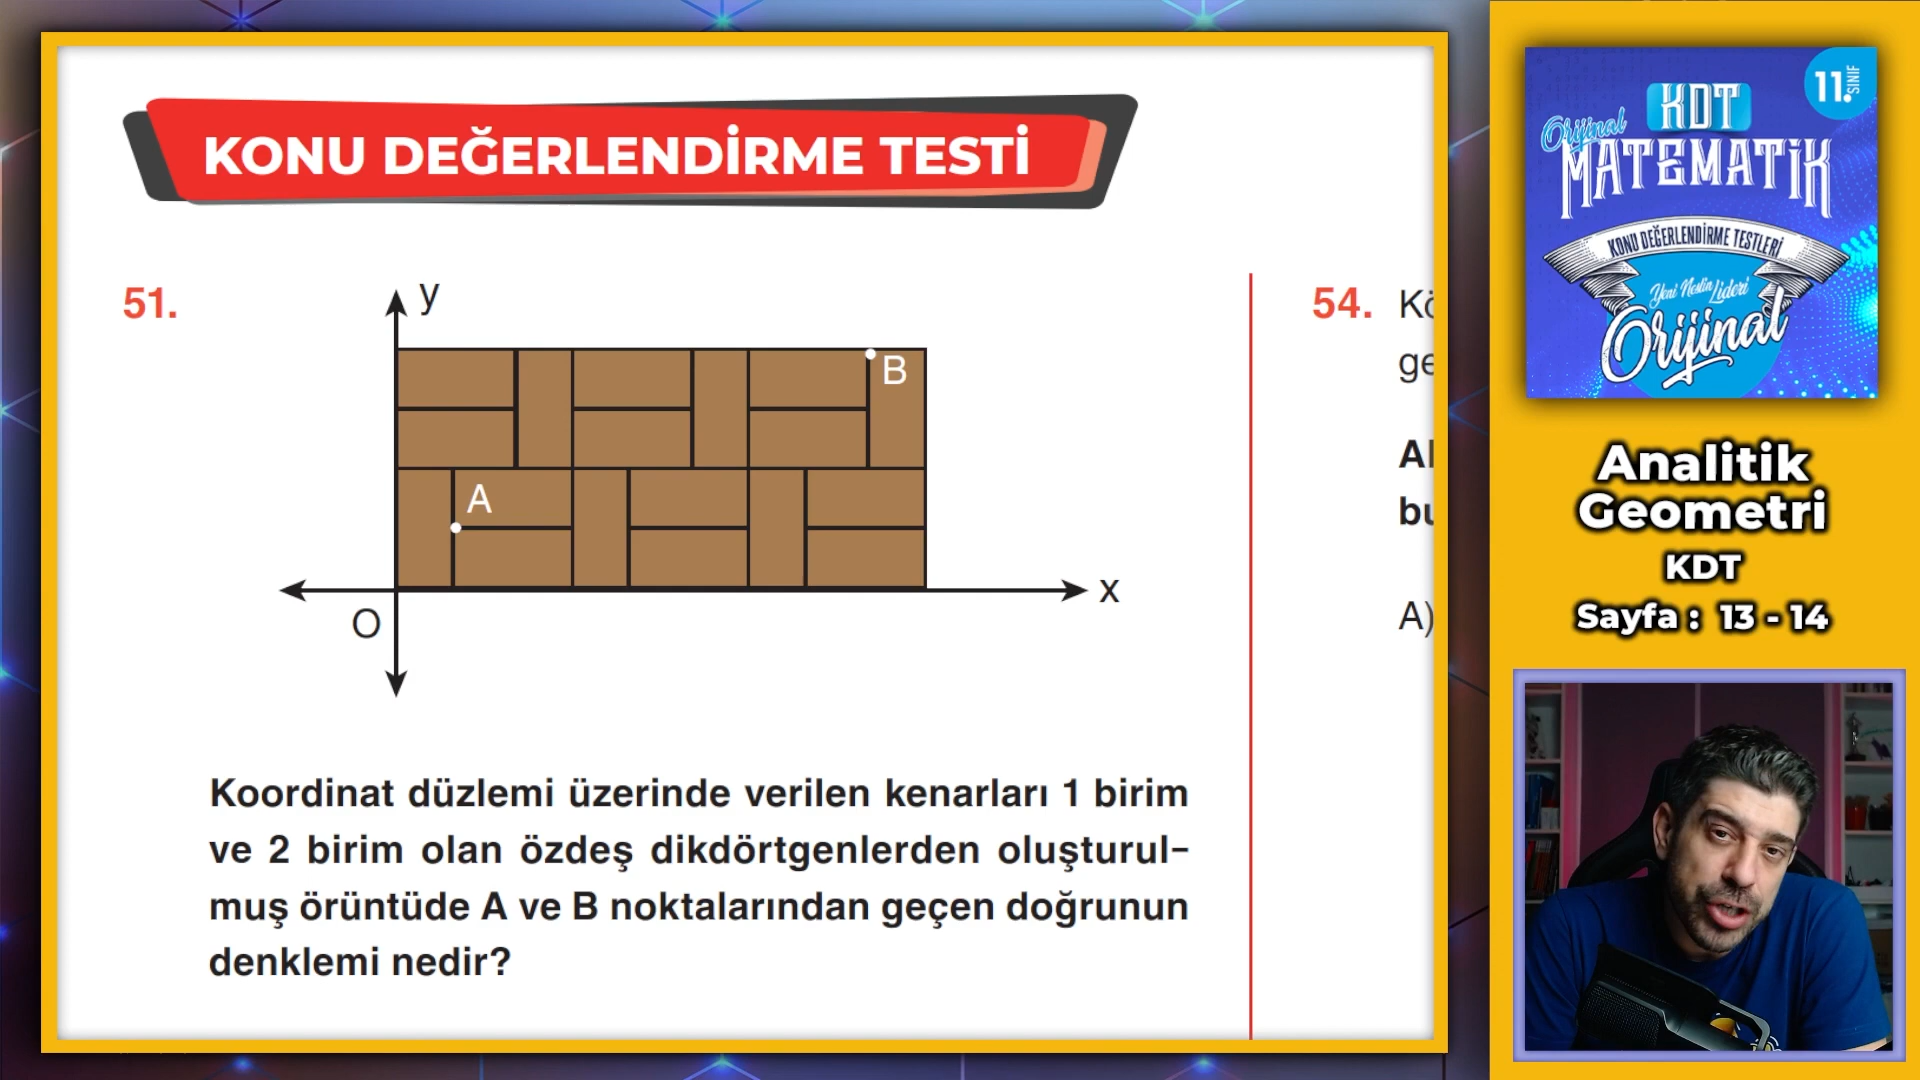 KONU DEĞERLENDİRME TESTİ
51.
y
B
A
x
O
Koordinat düzlemi üzerinde verilen kenarları 1 birim
ve 2 birim olan özdeş dikdörtgenlerden oluşturul-
muş örüntüde A ve B noktalarından geçen doğrunun
denklemi nedir?
54.
A)
11.
SINIF
KDT
Orijinal
MATEMATİK
KONU DEĞERLENDİRME TESTLERİ
Yeni Neslin Lideri
Orijinal
Analitik
Geometri
KDT
Sayfa : 13 - 14